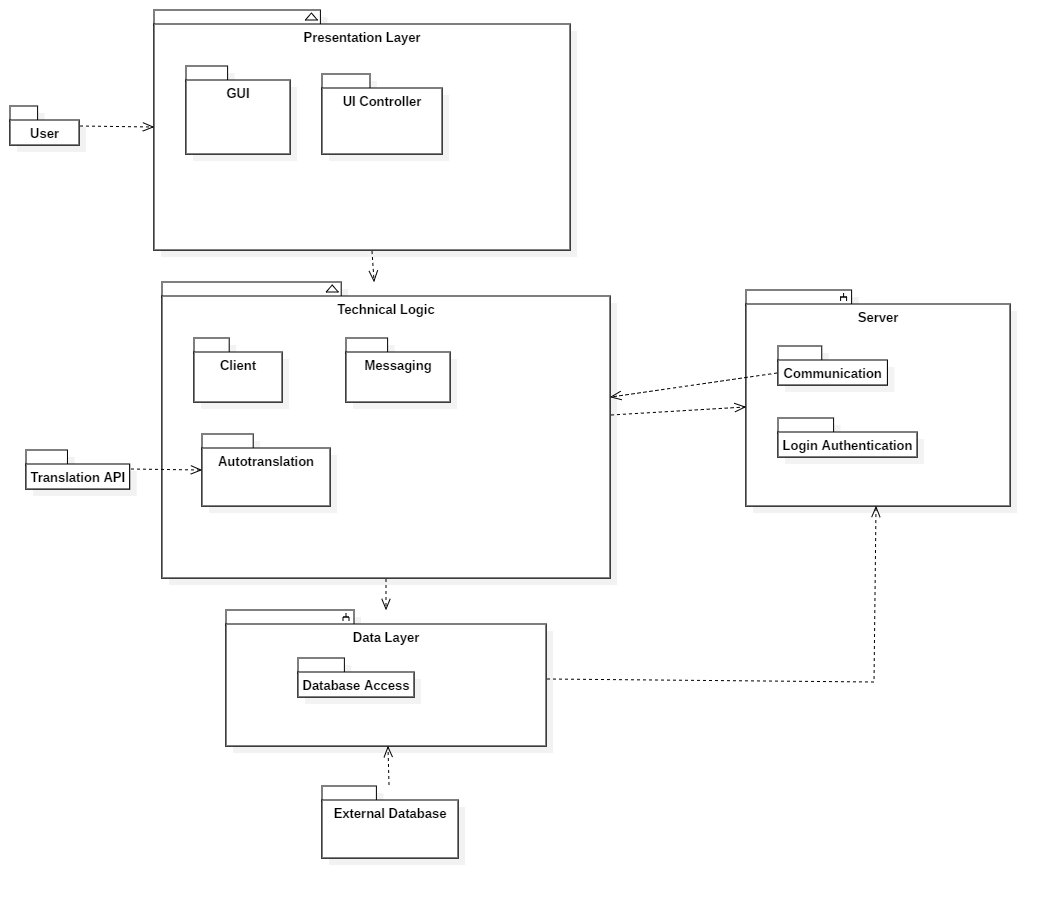 Presentation Layer
GUI
UI Controller
User
Technical Logic
Client
Messaging
Autotranslation
Translation API
Server
Communication
Login Authentication
Data Layer
Database Access
External Database